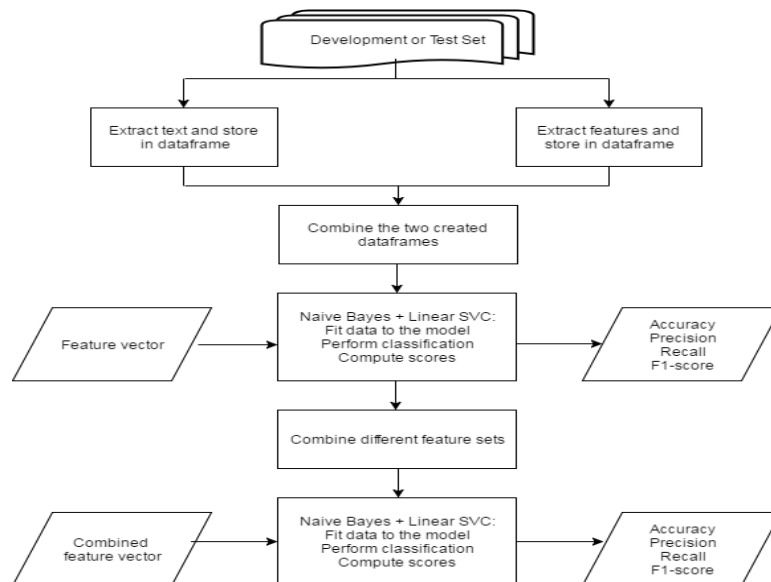 Development or Test Set
Extract text and store
in dataframe
Extract features and
store in dataframe
Combine the two created
dataframes
Feature vector
Naive Bayes + Linear SVC:
Fit data to the model
Perform classification
Compute scores
Accuracy
Precision
Recall
F1-score
Combine different feature sets
Combined
feature vector
Naive Bayes + Linear SVC:
Fit data to the model
Perform classification
Compute scores
Accuracy
Precision
Recall
F1-score